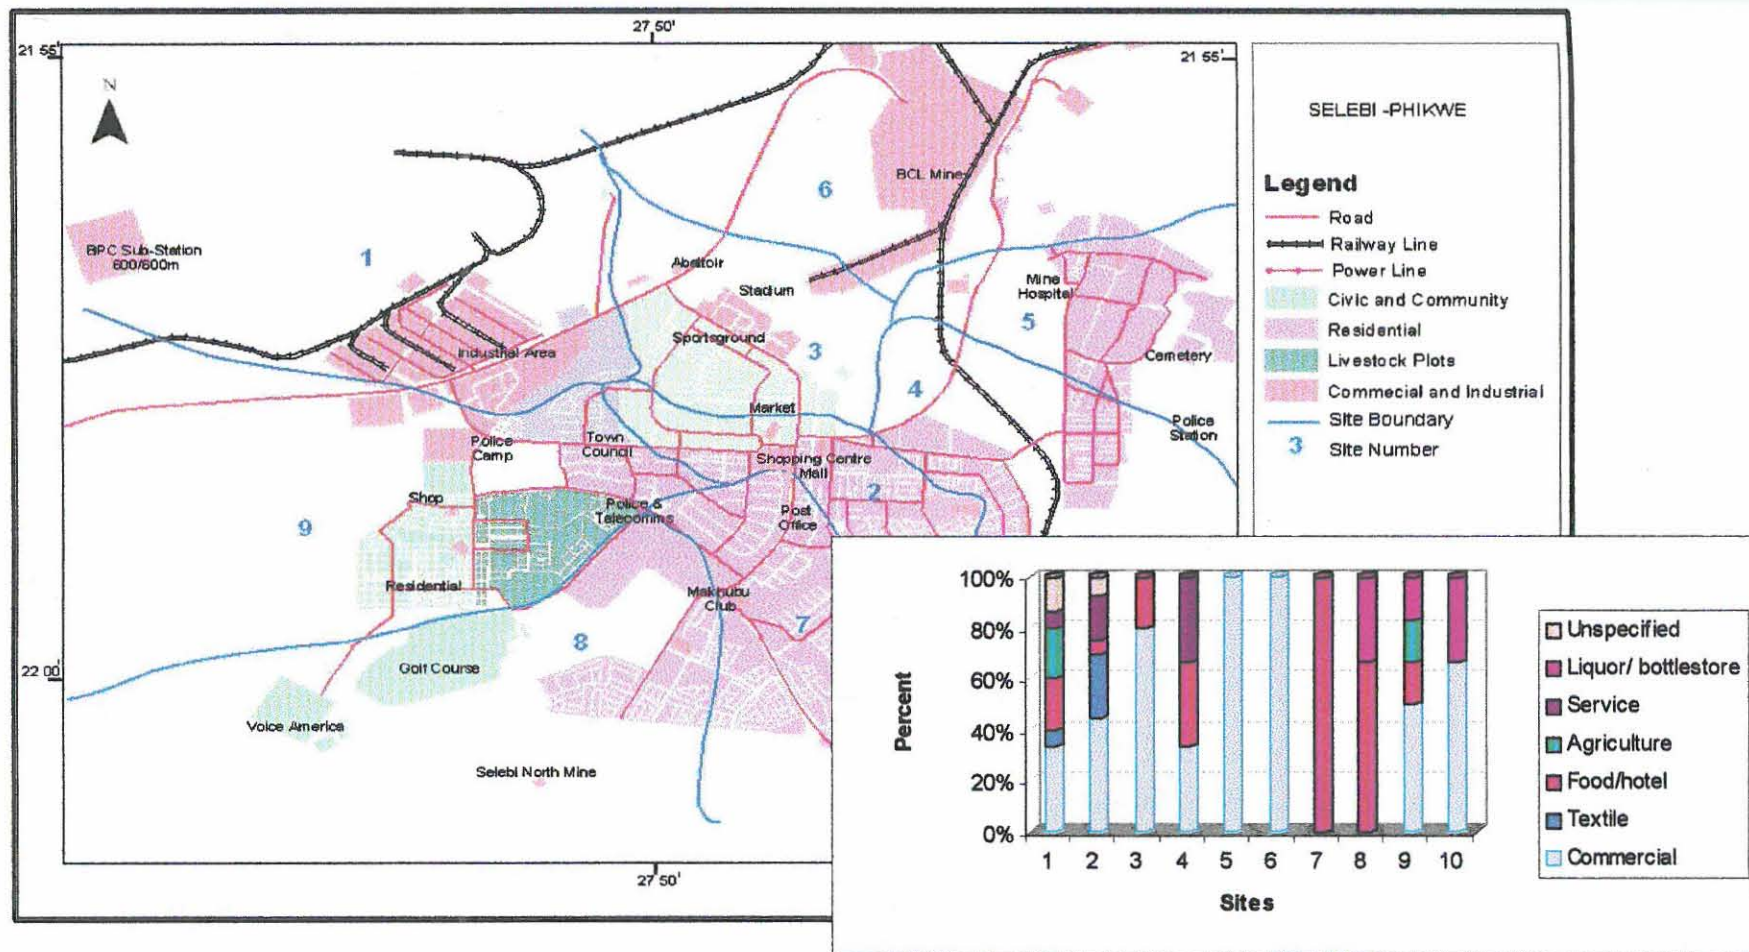 27 50'
21 55'
21 55'
N
SELEBI -PHIKWE
Legend
Road
Railway Line
Power Line
Civic and Community
Residential
Livestock Plots
Commecial and Industrial
Site Boundary
3 Site Number
BCL Mine
6
BPC Sub-Station
600/600m
1
Abattoir
Stadium
Mine
Hospital
5
Sportsground
3
Industrial Area
Cemetery
4
Market
Police
Station
Police
Camp
Town
Council
Shopping Centre
Mall
2
Shop
Police &
Telecomms
Post
Office
9
Residential
Club
7
8
22 00'
Golf Course
Voice America
Selebi North Mine
27 50'
100%
80%
60%
40%
20%
0%
Percent
1 2 3 4 5 6 7 8 9 10
Sites
Unspecified
Liquor/ bottlestore
Service
Agriculture
Food/hotel
Textile
Commercial